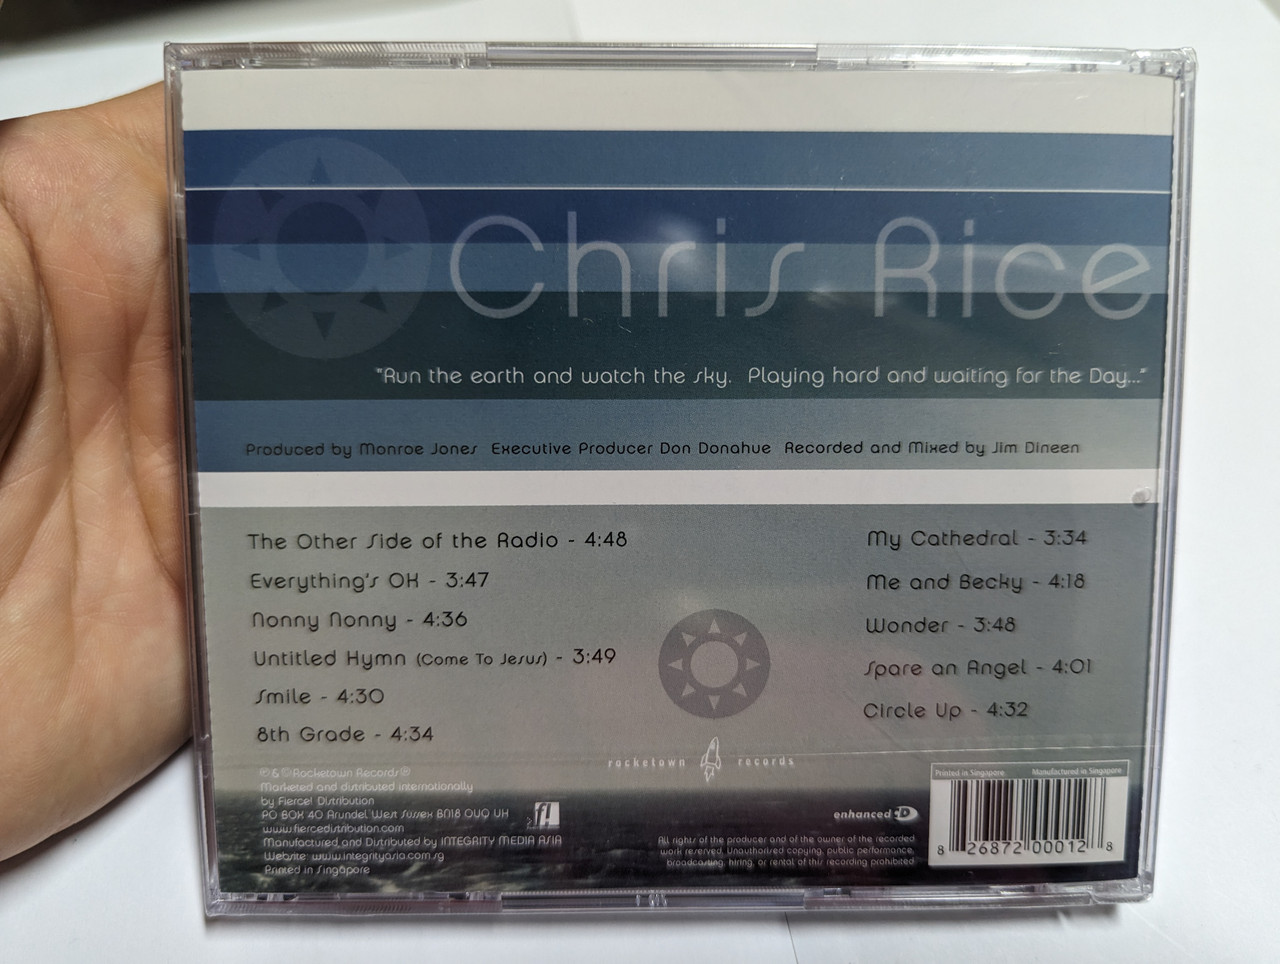 Chris Rice
"Run the earth and watch the sky. Playing hard and waiting for the Day..."
Produced by Monroe Jones Executive Producer Don Donahue Recorded and Mixed by Jim Dineen
The Other Side of the Radio - 4:48
Everything's OK - 3:47
Nonny Nonny - 4:36
Untitled Hymn (Come To Jesus) - 3:49
Smile - 4:30
8th Grade - 4:34
My Cathedral - 3:34
Me and Becky - 4:18
Wonder - 3:48
Spare an Angel - 4:01
Circle Up - 4:32
rocketown records
℗ & ©Rocketown Records®
Marketed and distributed internationally
by Fierce! Distribution
PO BOX 40 Arundel West Sussex BN18 0UQ UK
www.fiercedistribution.com
Manufactured and Distributed by INTEGRITY MEDIA ASIA
Website: www.integrityasia.com.sg
Printed in Singapore
f!
enhanced CD
All rights of the producer and of the owner of the recorded
work reserved. Unauthorised copying, public performance,
broadcasting, hiring, or rental of this recording prohibited
Printed in Singapore Manufactured in Singapore
8 26872 00012 8